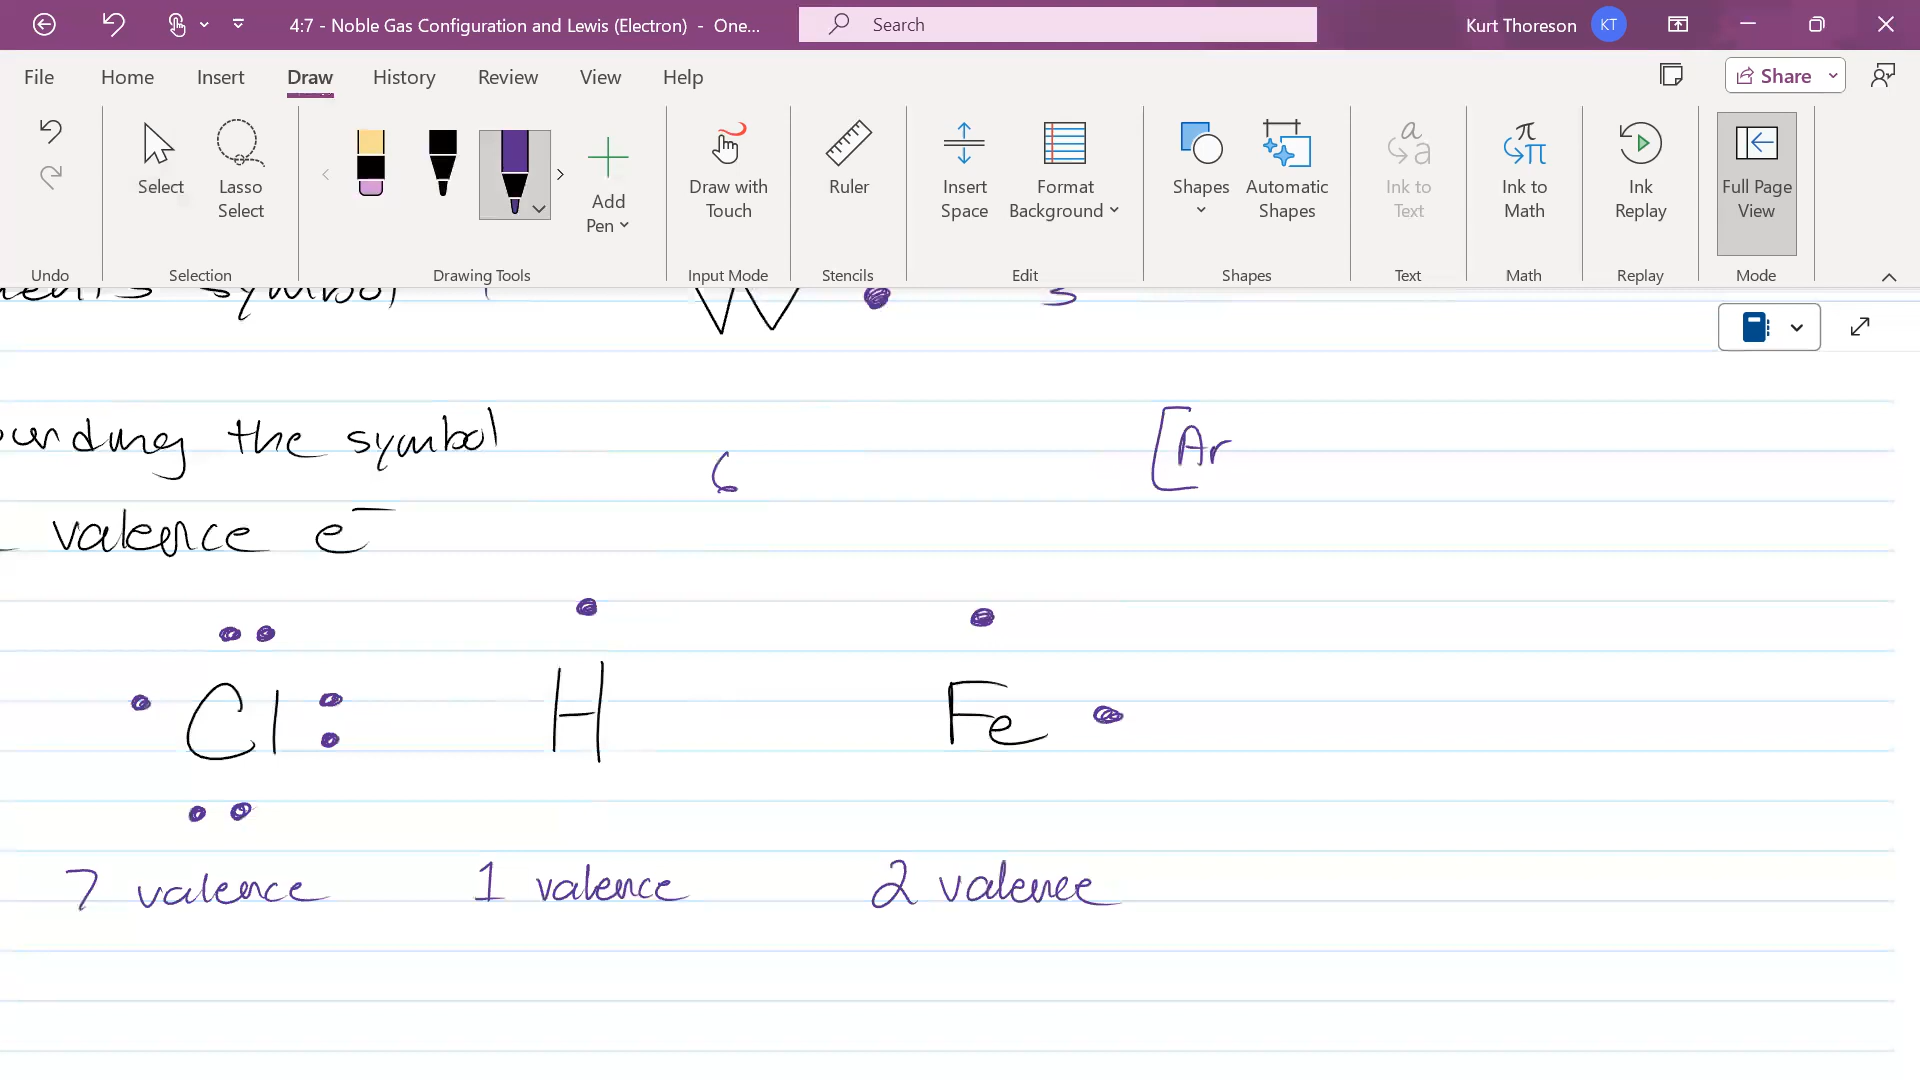 4:7 - Noble Gas Configuration and Lewis (Electron) - One...
Search
Kurt Thoreson
KT
File Home Insert Draw History Review View Help
Share
Select
Lasso Select
Add Pen
Draw with Touch
Ruler
Insert Space
Format Background
Shapes
Automatic Shapes
Ink to Text
Ink to Math
Ink Replay
Full Page View
Undo Selection Drawing Tools Input Mode Stencils Edit Shapes Text Math Replay Mode
symbol
the symbol
[Ar
valence e⁻
Cl H Fe
7 valence 1 valence 2 valence